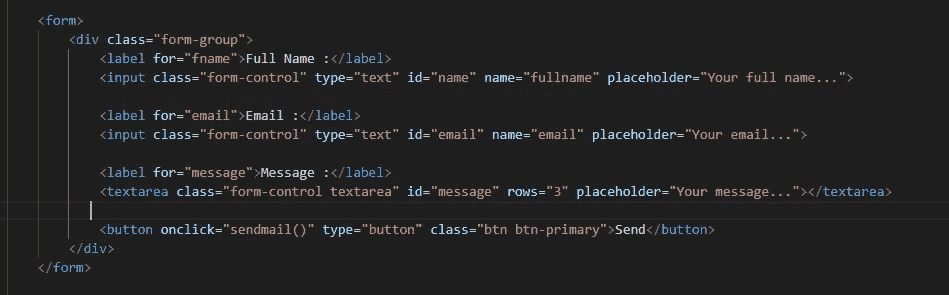 <form>
<div class="form-group">
<label for="fname">Full Name :</label>
<input class="form-control" type="text" id="name" name="fullname" placeholder="Your full name...">
<label for="email">Email :</label>
<input class="form-control" type="text" id="email" name="email" placeholder="Your email...">
<label for="message">Message :</label>
<textarea class="form-control textarea" id="message" rows="3" placeholder="Your message..."></textarea>
<button onclick="sendmail()" type="button" class="btn btn-primary">Send</button>
</div>
</form>